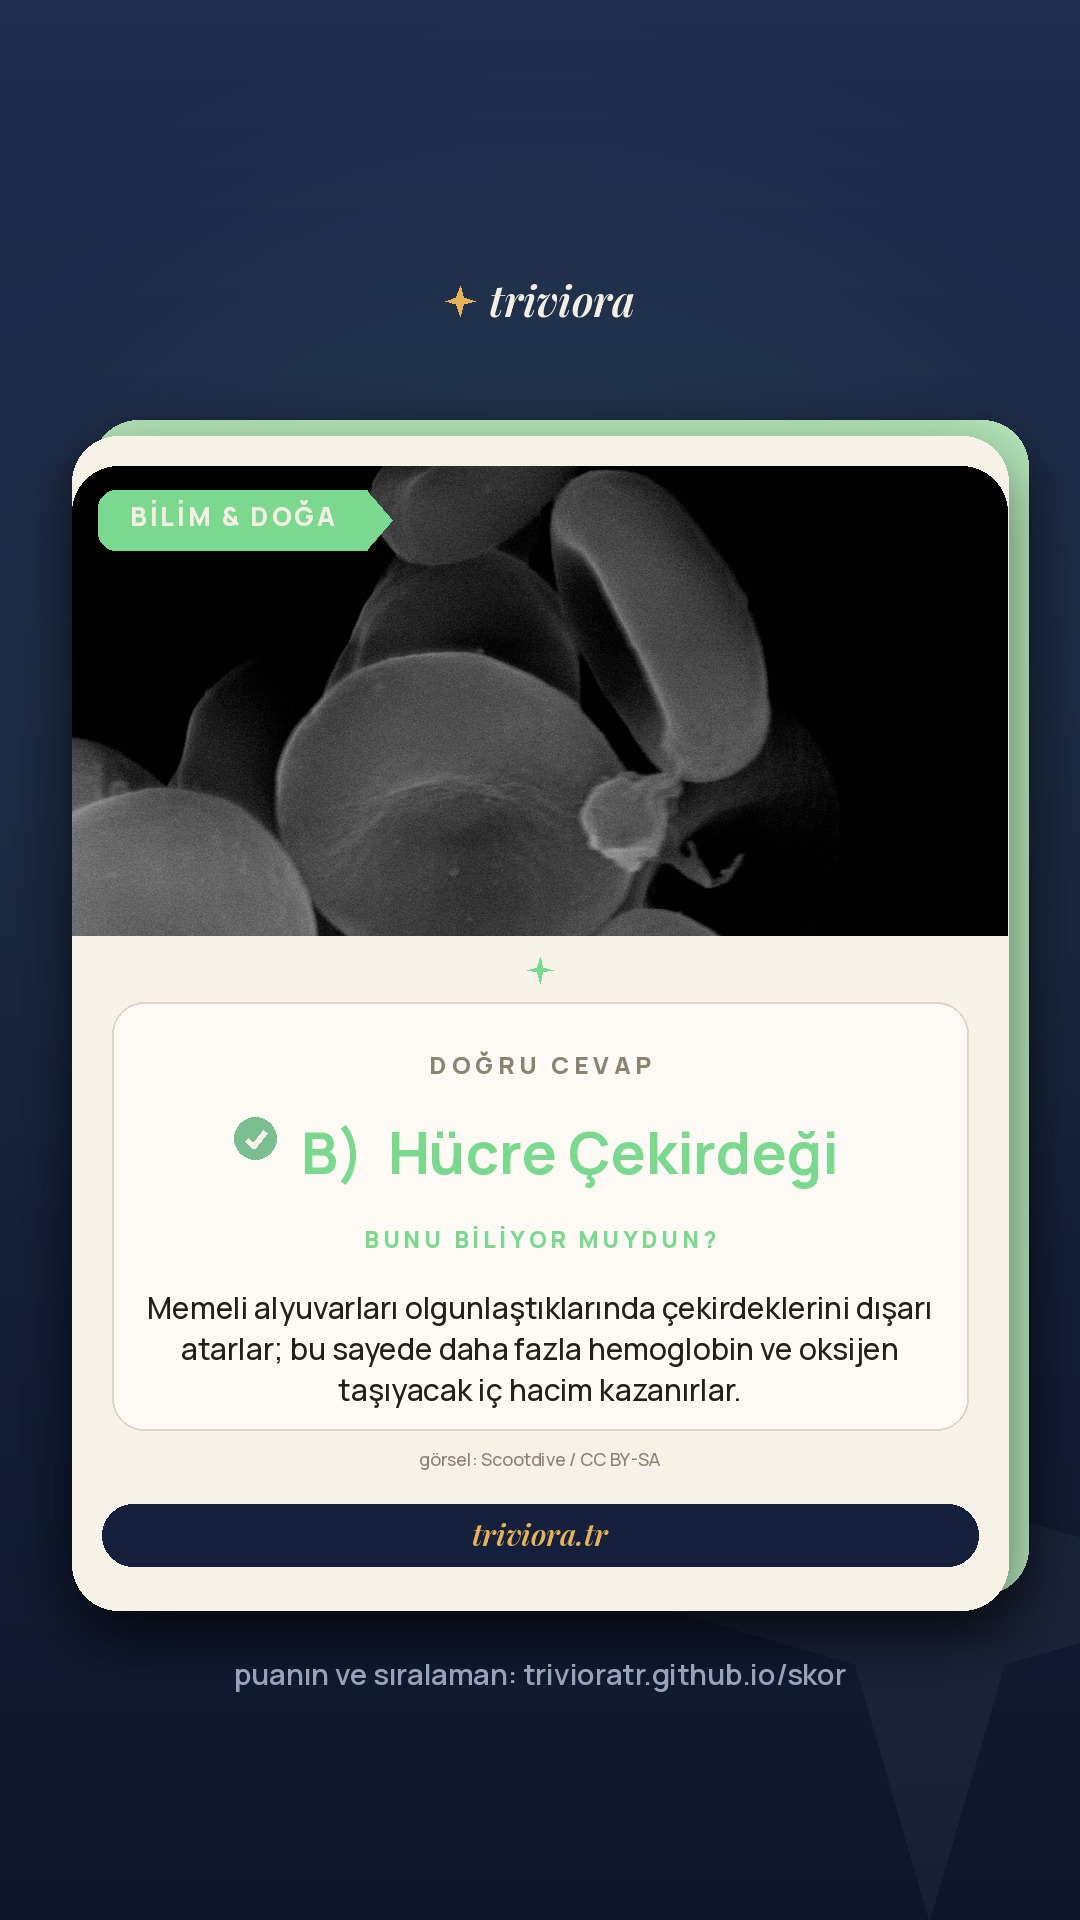 triviora
BİLİM & DOĞA
DOĞRU CEVAP
B) Hücre Çekirdeği
BUNU BİLİYOR MUYDUN?
Memeli alyuvarları olgunlaştıklarında çekirdeklerini dışarı
atarlar; bu sayede daha fazla hemoglobin ve oksijen
taşıyacak iç hacim kazanırlar.
görsel: Scootdive / CC BY-SA
triviora.tr
puanın ve sıralaman: trivioratr.github.io/skor